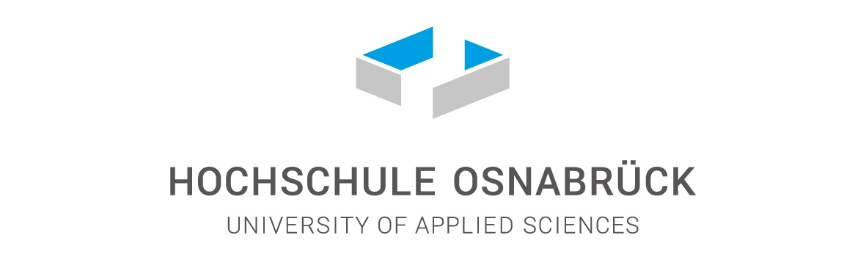 HOCHSCHULE OSNABRÜCK
UNIVERSITY OF APPLIED SCIENCES